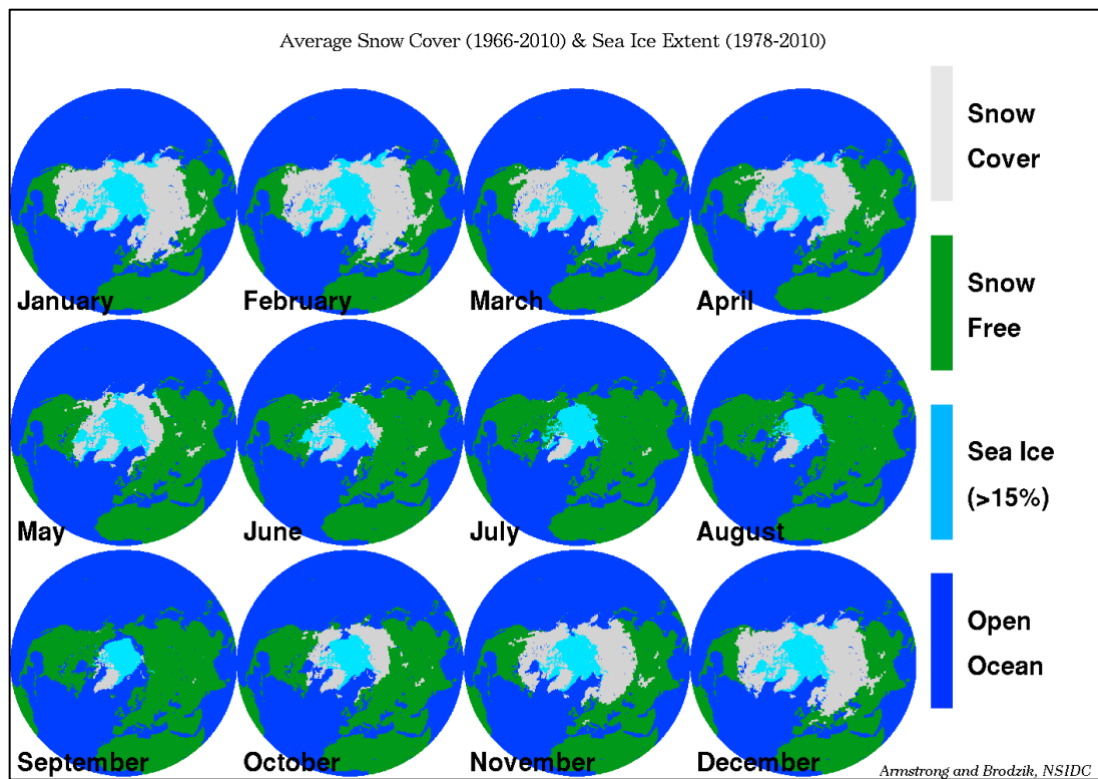 Average Snow Cover (1966-2010) & Sea Ice Extent (1978-2010)
January
February
March
April
May
June
July
August
September
October
November
December
Snow
Cover
Snow
Free
Sea Ice
(>15%)
Open
Ocean
Armstrong and Brodzik, NSIDC